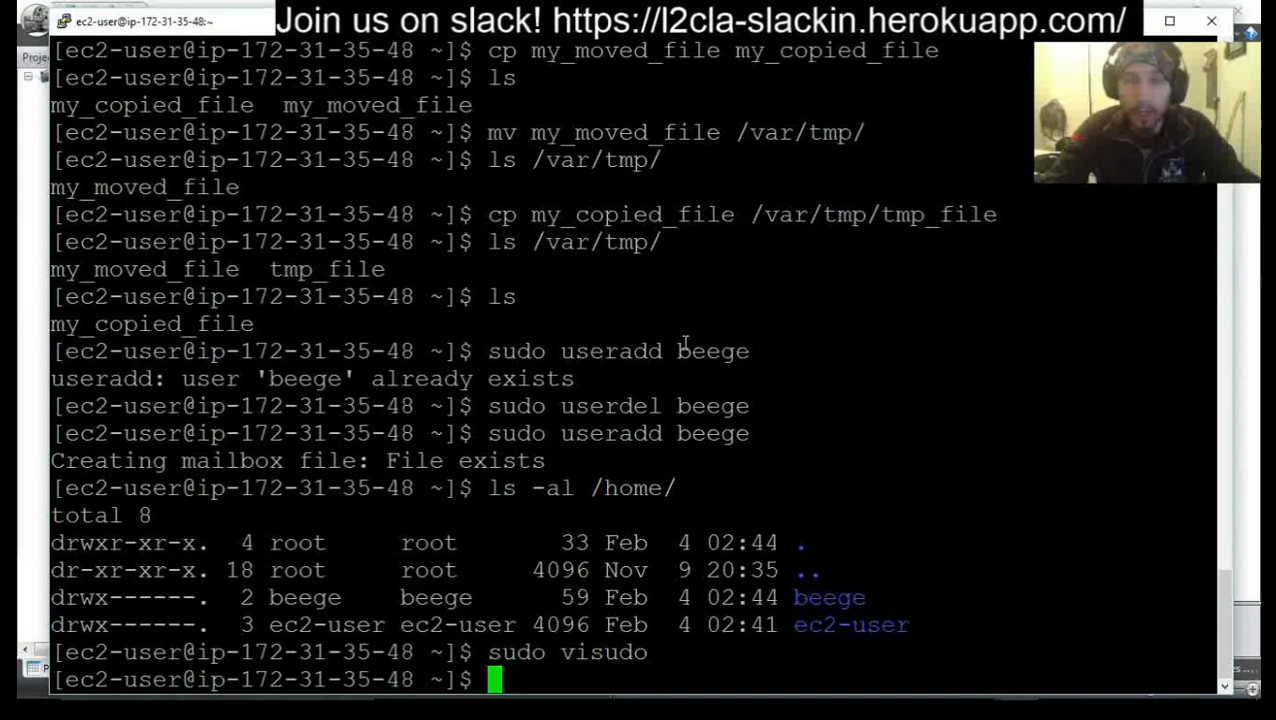 ec2-user@ip-172-31-35-48:~
Join us on slack! https://l2cla-slackin.herokuapp.com/
[ec2-user@ip-172-31-35-48 ~]$ cp my_moved_file my_copied_file
[ec2-user@ip-172-31-35-48 ~]$ ls
my_copied_file  my_moved_file
[ec2-user@ip-172-31-35-48 ~]$ mv my_moved_file /var/tmp/
[ec2-user@ip-172-31-35-48 ~]$ ls /var/tmp/
my_moved_file
[ec2-user@ip-172-31-35-48 ~]$ cp my_copied_file /var/tmp/tmp_file
[ec2-user@ip-172-31-35-48 ~]$ ls /var/tmp/
my_moved_file  tmp_file
[ec2-user@ip-172-31-35-48 ~]$ ls
my_copied_file
[ec2-user@ip-172-31-35-48 ~]$ sudo useradd beege
useradd: user 'beege' already exists
[ec2-user@ip-172-31-35-48 ~]$ sudo userdel beege
[ec2-user@ip-172-31-35-48 ~]$ sudo useradd beege
Creating mailbox file: File exists
[ec2-user@ip-172-31-35-48 ~]$ ls -al /home/
total 8
drwxr-xr-x.  4 root     root       33 Feb  4 02:44 .
dr-xr-xr-x. 18 root     root     4096 Nov  9 20:35 ..
drwx------.  2 beege    beege      59 Feb  4 02:44 beege
drwx------.  3 ec2-user ec2-user 4096 Feb  4 02:41 ec2-user
[ec2-user@ip-172-31-35-48 ~]$ sudo visudo
[ec2-user@ip-172-31-35-48 ~]$